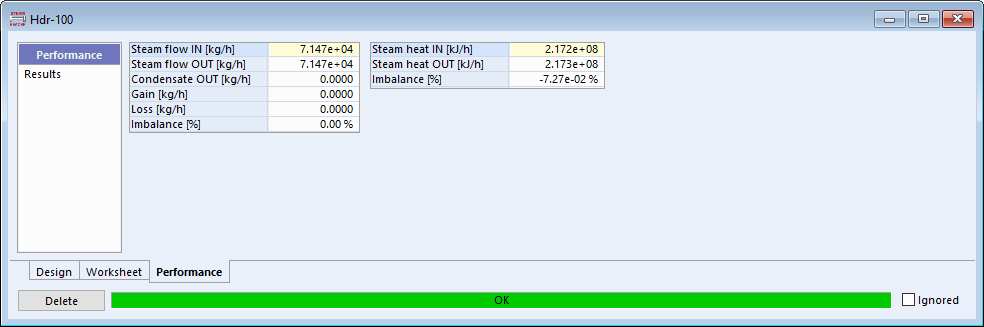 Hdr-100
Performance
Results
Steam flow IN [kg/h] 7.147e+04
Steam flow OUT [kg/h] 7.147e+04
Condensate OUT [kg/h] 0.0000
Gain [kg/h] 0.0000
Loss [kg/h] 0.0000
Imbalance [%] 0.00 %
Steam heat IN [kJ/h] 2.172e+08
Steam heat OUT [kJ/h] 2.173e+08
Imbalance [%] -7.27e-02 %
Design Worksheet Performance
Delete OK Ignored